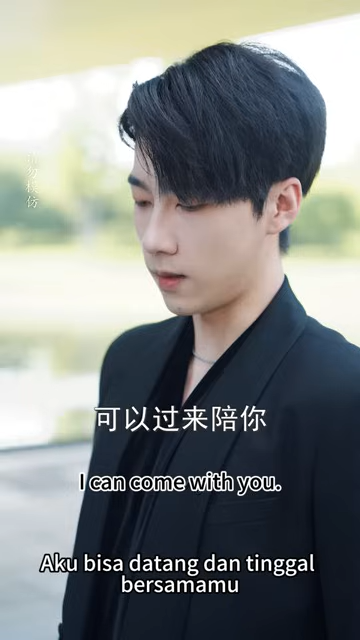 可以过来陪你
I can come with you.
Aku bisa datang dan tinggal
bersamamu